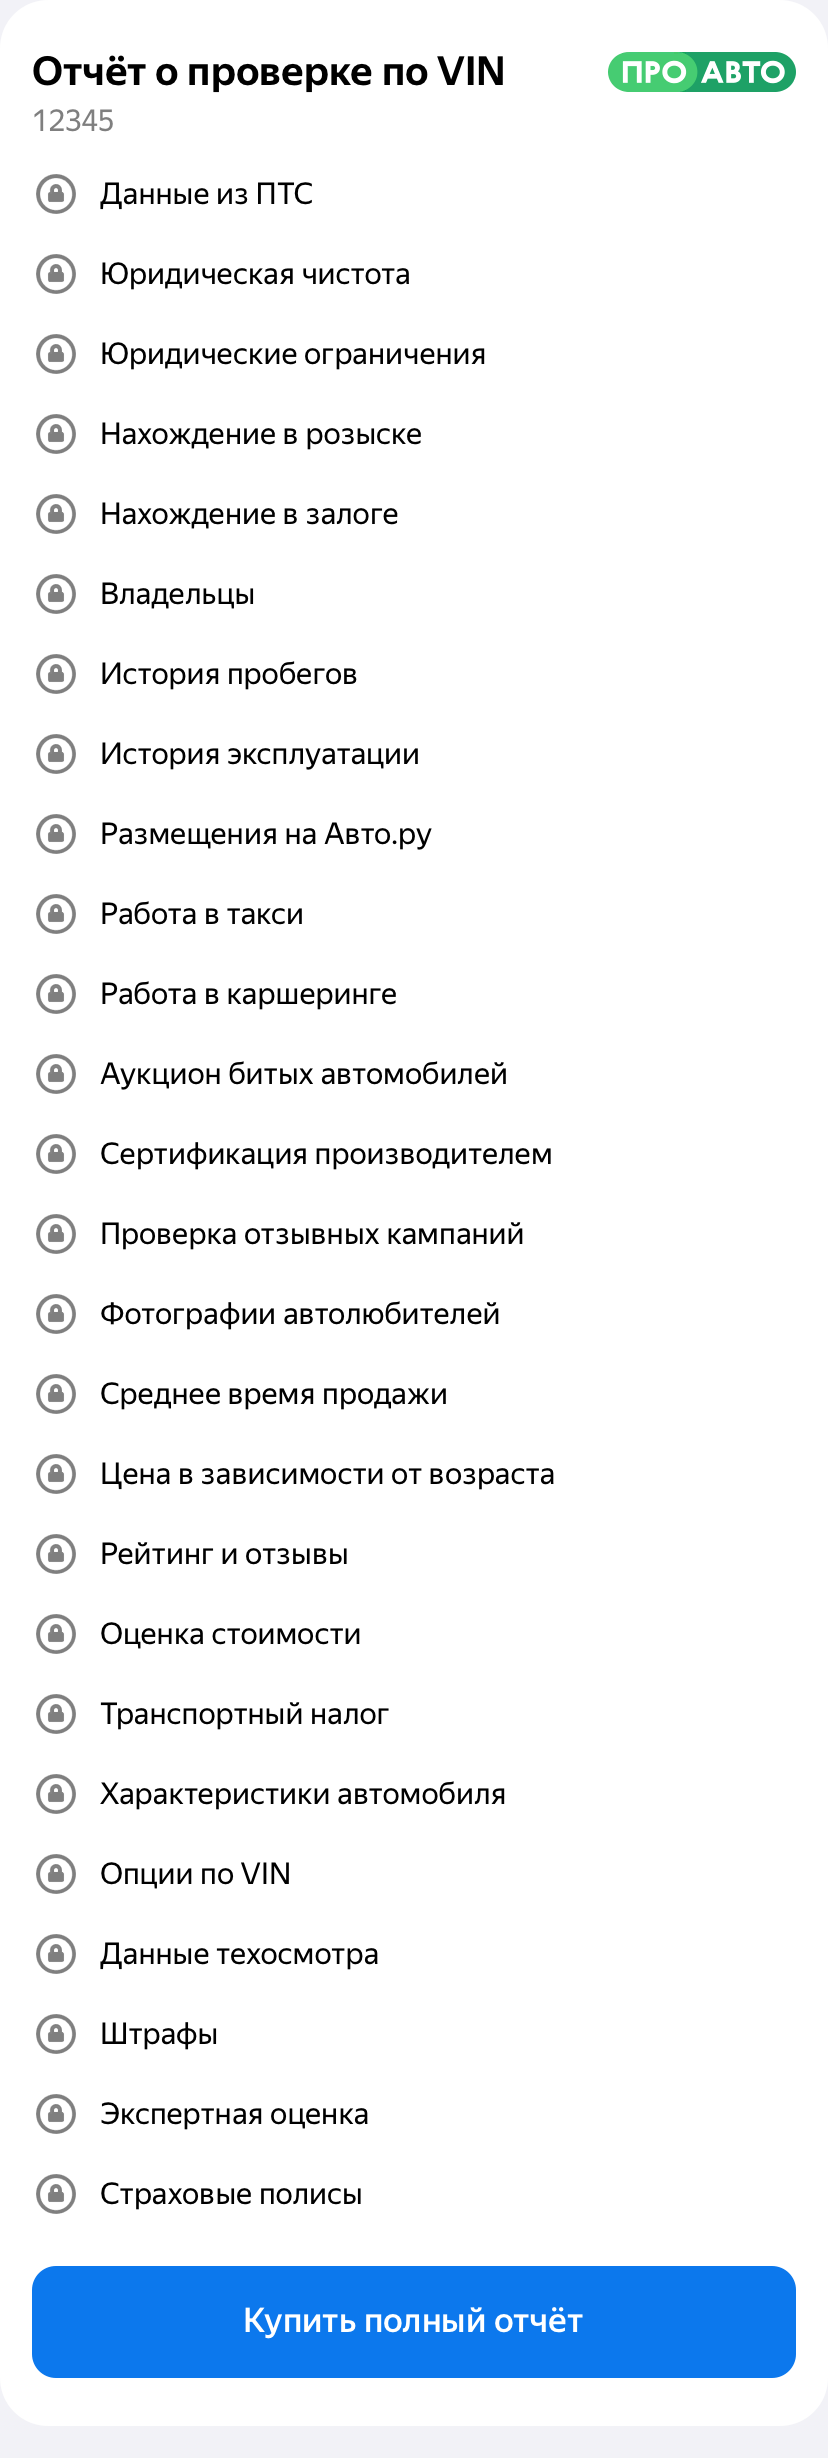 Отчёт о проверке по VIN
ПРО АВТО
12345
Данные из ПТС
Юридическая чистота
Юридические ограничения
Нахождение в розыске
Нахождение в залоге
Владельцы
История пробегов
История эксплуатации
Размещения на Авто.ру
Работа в такси
Работа в каршеринге
Аукцион битых автомобилей
Сертификация производителем
Проверка отзывных кампаний
Фотографии автолюбителей
Среднее время продажи
Цена в зависимости от возраста
Рейтинг и отзывы
Оценка стоимости
Транспортный налог
Характеристики автомобиля
Опции по VIN
Данные техосмотра
Штрафы
Экспертная оценка
Страховые полисы
Купить полный отчёт